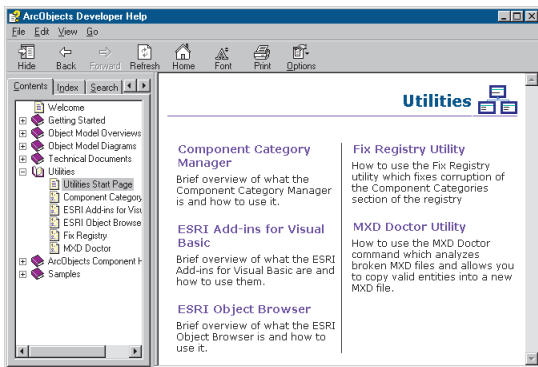 ArcObjects Developer Help
File Edit View Go
Hide Back Forward Refresh Home Font Print Options
Contents Index Search
Welcome
Getting Started
Object Model Overviews
Object Model Diagrams
Technical Documents
Utilities
Utilities Start Page
Component Category
ESRI Add-ins for Visu
ESRI Object Browse
Fix Registry
MXD Doctor
ArcObjects Component H
Samples
Utilities
Component Category
Manager
Brief overview of what the
Component Category Manager
is and how to use it.
ESRI Add-ins for Visual
Basic
Brief overview of what the ESRI
Add-ins for Visual Basic are and
how to use them.
ESRI Object Browser
Brief overview of what the ESRI
Object Browser is and how to
use it.
Fix Registry Utility
How to use the Fix Registry
utility which fixes corruption of
the Component Categories
section of the registry
MXD Doctor Utility
How to use the MXD Doctor
command which analyzes
broken MXD files and allows you
to copy valid entities into a new
MXD file.